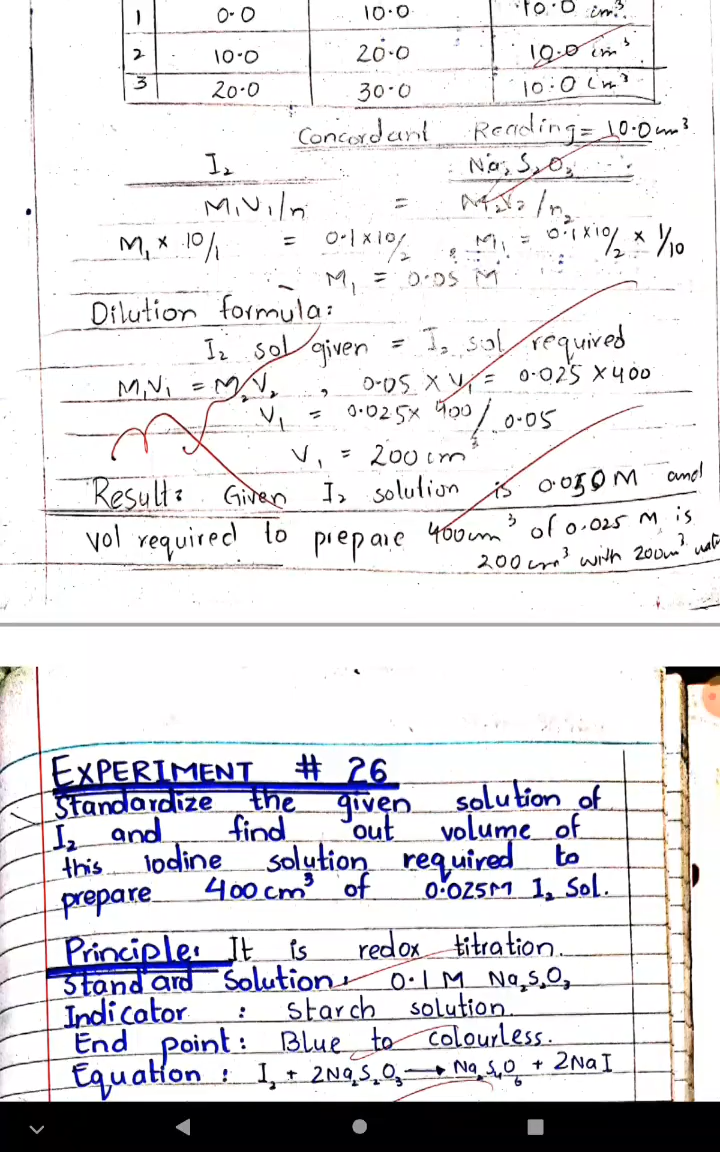 1 0.0 10.0 10.0 cm³
2 10.0 20.0 10.0 cm³
3 20.0 30.0 10.0 cm³
Concordant Reading = 10.0 cm³
I₂ Na₂S₂O₃
M₁V₁/n = M₂V₂/n₂
M₁ × 10/1 = 0.1×10/2 , M₁ = 0.1×10/2 × 1/10
M₁ = 0.05 M
Dilution formula:
I₂ sol given = I₂ sol required
M₁V₁ = M₂V₂ , 0.05 × V₁ = 0.025 × 400
V₁ = 0.025× 400 / 0.05
V₁ = 200 cm³
Result: Given I₂ solution is 0.050 M and
vol required to prepare 400cm³ of 0.025 M is
200 cm³ with 200cm³
EXPERIMENT # 26
Standardize the given solution of
I₂ and find out volume of
this iodine solution required to
prepare 400 cm³ of 0.025M I₂ Sol.
Principle: It is redox titration.
Standard Solution: 0.1 M Na₂S₂O₃
Indicator : Starch solution.
End point: Blue to colourless.
Equation : I₂ + 2Na₂S₂O₃ → Na₂S₄O₆ + 2NaI